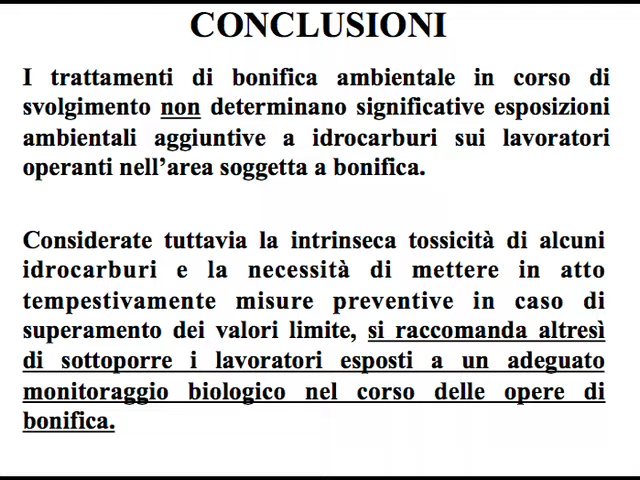 CONCLUSIONI
I trattamenti di bonifica ambientale in corso di
svolgimento non determinano significative esposizioni
ambientali aggiuntive a idrocarburi sui lavoratori
operanti nell’area soggetta a bonifica.
Considerate tuttavia la intrinseca tossicità di alcuni
idrocarburi e la necessità di mettere in atto
tempestivamente misure preventive in caso di
superamento dei valori limite, si raccomanda altresì
di sottoporre i lavoratori esposti a un adeguato
monitoraggio biologico nel corso delle opere di
bonifica.